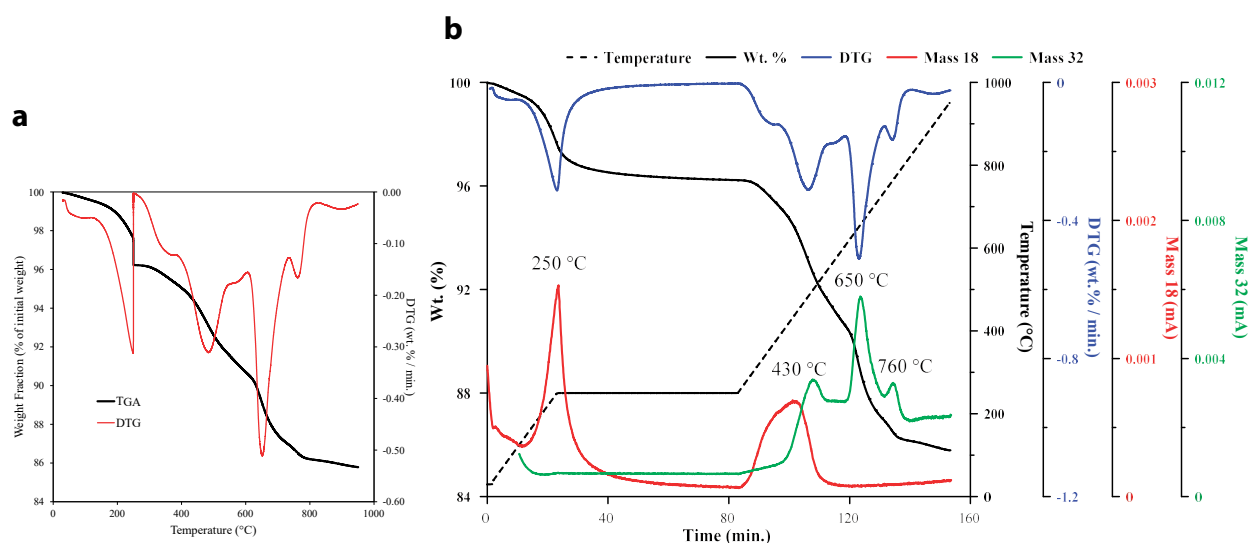 a
Weight Fraction (% of initial weight)
100
98
96
94
92
90
88
86
84
0
200
400
600
800
1000
Temperature (°C)
0.00
-0.10
-0.20
-0.30
-0.40
-0.50
-0.60
DTG (wt. % / min.)
TGA
DTG
b
Temperature
Wt. %
DTG
Mass 18
Mass 32
Wt. (%)
100
96
92
88
84
0
40
80
120
160
Time (min.)
250 °C
430 °C
650 °C
760 °C
1000
800
600
400
200
0
Temperature (°C)
0
-0.4
-0.8
-1.2
DTG (wt. % / min.)
0.003
0.002
0.001
0
Mass 18 (mA)
0.012
0.008
0.004
0
Mass 32 (mA)